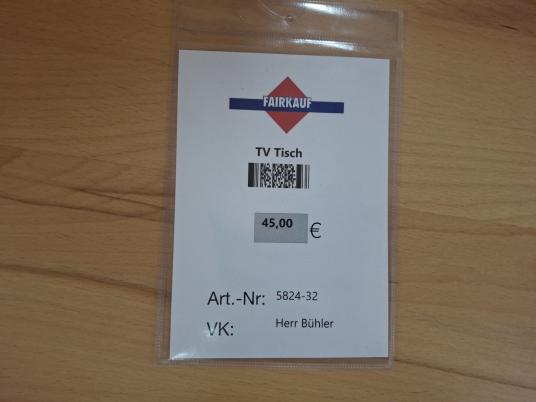 FAIRKAUF
TV Tisch
45,00 €
Art.-Nr: 5824-32
VK: Herr Bühler